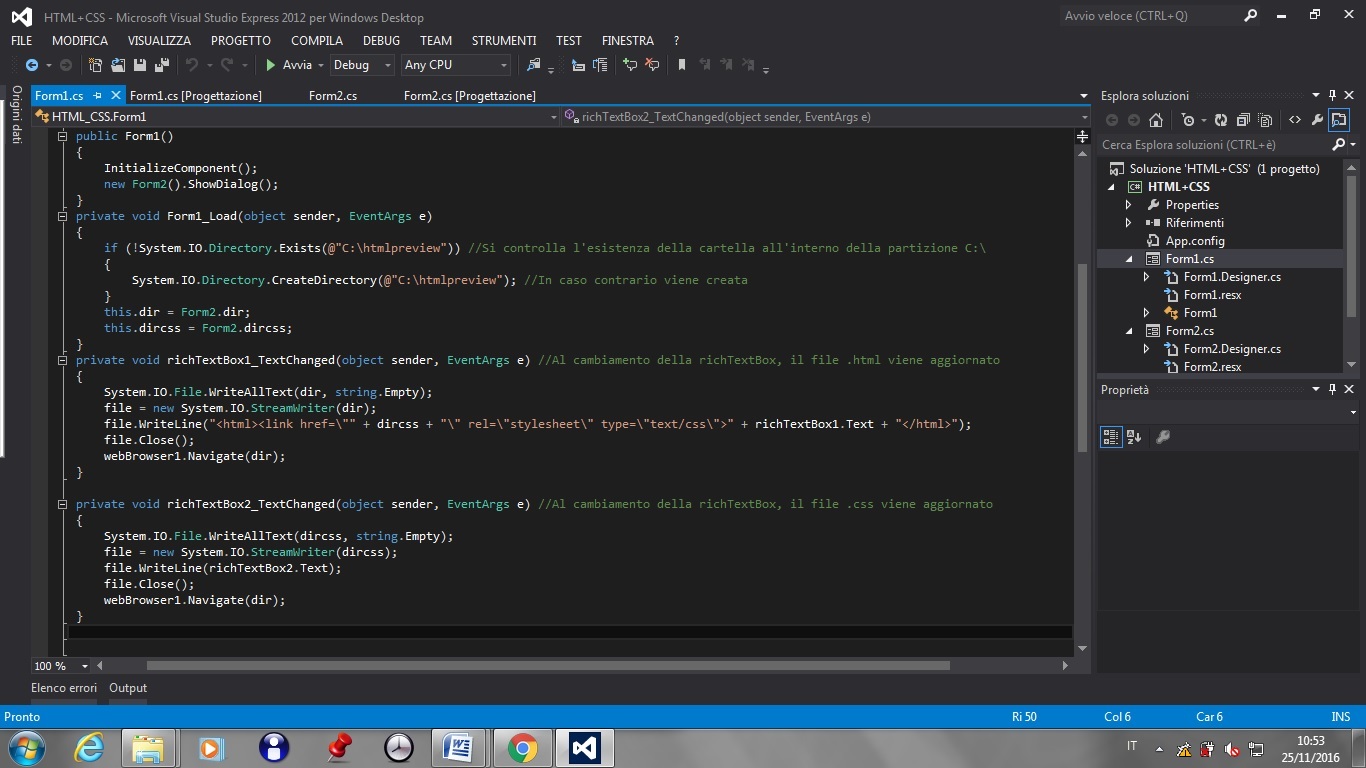 HTML+CSS - Microsoft Visual Studio Express 2012 per Windows Desktop
Avvio veloce (CTRL+Q)
FILE MODIFICA VISUALIZZA PROGETTO COMPILA DEBUG TEAM STRUMENTI TEST FINESTRA ?
Avvia Debug Any CPU
Origini dati
Form1.cs Form1.cs [Progettazione] Form2.cs Form2.cs [Progettazione]
HTML_CSS.Form1 richTextBox2_TextChanged(object sender, EventArgs e)
public Form1()
{
InitializeComponent();
new Form2().ShowDialog();
}
private void Form1_Load(object sender, EventArgs e)
{
if (!System.IO.Directory.Exists(@"C:\htmlpreview")) //Si controlla l'esistenza della cartella all'interno della partizione C:\
{
System.IO.Directory.CreateDirectory(@"C:\htmlpreview"); //In caso contrario viene creata
}
this.dir = Form2.dir;
this.dircss = Form2.dircss;
}
private void richTextBox1_TextChanged(object sender, EventArgs e) //Al cambiamento della richTextBox, il file .html viene aggiornato
{
System.IO.File.WriteAllText(dir, string.Empty);
file = new System.IO.StreamWriter(dir);
file.WriteLine("<html><link href=\"" + dircss + "\" rel=\"stylesheet\" type=\"text/css\">" + richTextBox1.Text + "</html>");
file.Close();
webBrowser1.Navigate(dir);
}
private void richTextBox2_TextChanged(object sender, EventArgs e) //Al cambiamento della richTextBox, il file .css viene aggiornato
{
System.IO.File.WriteAllText(dircss, string.Empty);
file = new System.IO.StreamWriter(dircss);
file.WriteLine(richTextBox2.Text);
file.Close();
webBrowser1.Navigate(dir);
}
100 %
Elenco errori Output
Esplora soluzioni
Cerca Esplora soluzioni (CTRL+è)
Soluzione 'HTML+CSS' (1 progetto)
C# HTML+CSS
Properties
Riferimenti
App.config
Form1.cs
Form1.Designer.cs
Form1.resx
Form1
Form2.cs
Form2.Designer.cs
Form2.resx
Proprietà
Pronto Ri 50 Col 6 Car 6 INS
IT
10:53
25/11/2016